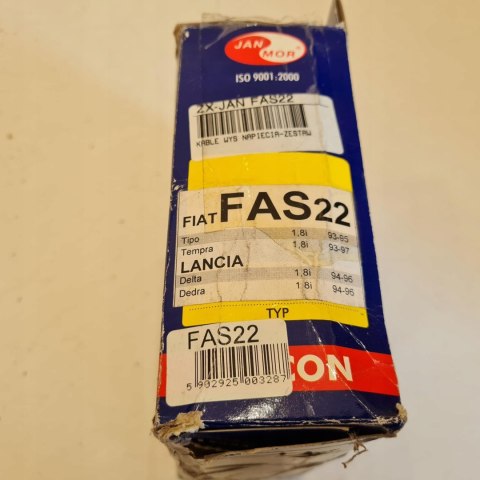 JAN
MOR
ISO 9001:2000
ZX-JAN FAS22
KABLE WYS NAPIECIA-ZESTAW
FIAT FAS22
Tipo 1,8i 93-95
Tempra 1,8i 93-97
LANCIA
Delta 1,8i 94-96
Dedra 1,8i 94-96
TYP
FAS22
5 902925 003287
CON